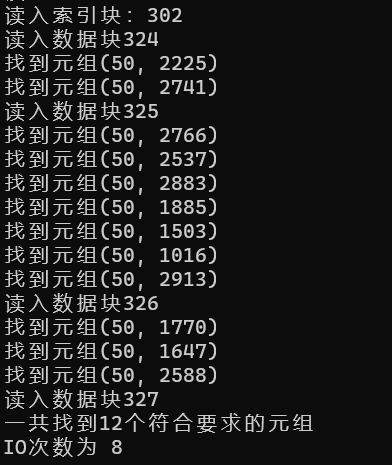 读入索引块: 302
读入数据块324
找到元组(50, 2225)
找到元组(50, 2741)
读入数据块325
找到元组(50, 2766)
找到元组(50, 2537)
找到元组(50, 2883)
找到元组(50, 1885)
找到元组(50, 1503)
找到元组(50, 1016)
找到元组(50, 2913)
读入数据块326
找到元组(50, 1770)
找到元组(50, 1647)
找到元组(50, 2588)
读入数据块327
一共找到12个符合要求的元组
IO次数为 8